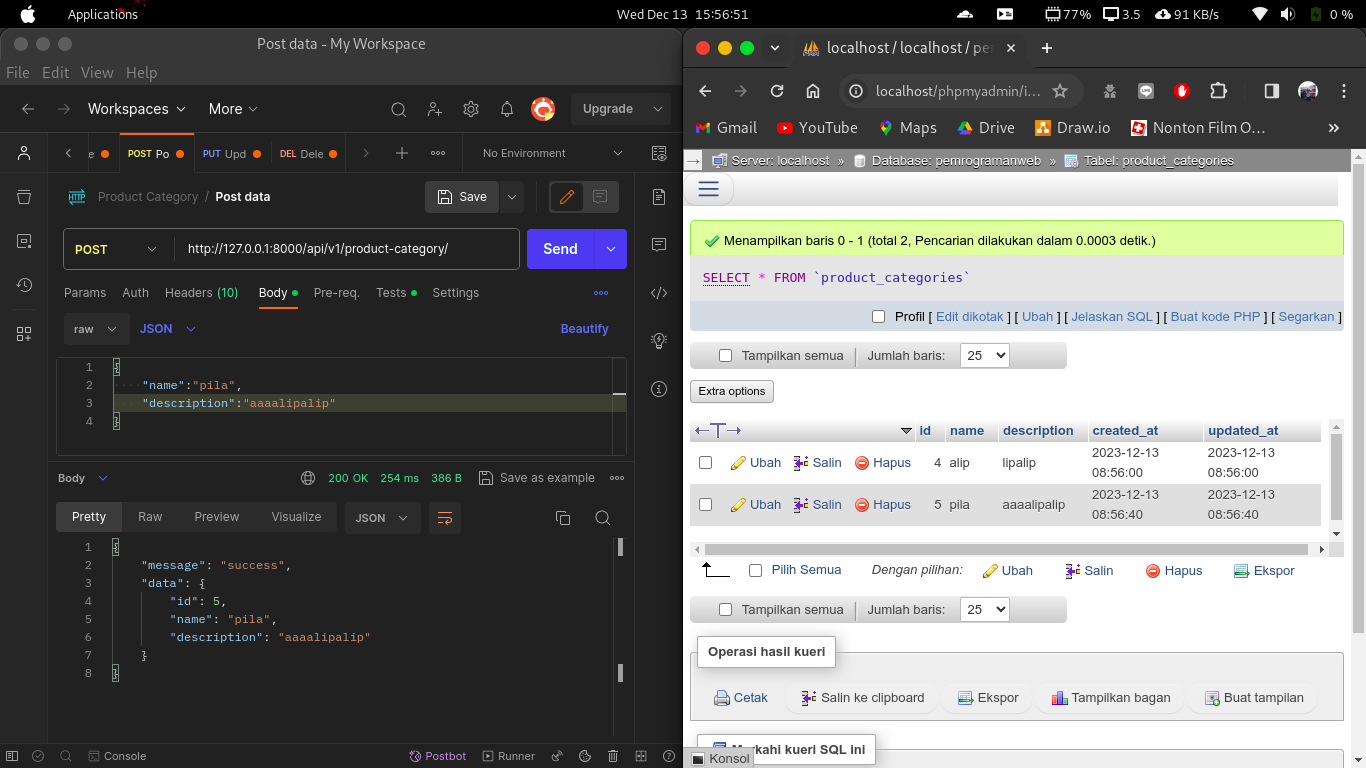 Applications
Wed Dec 13 15:56:51
77% 3.5 91 KB/s 0 %
Post data - My Workspace
File Edit View Help
Workspaces More Upgrade
e POST Po PUT Upd DEL Dele No Environment
HTTP Product Category / Post data Save
POST http://127.0.0.1:8000/api/v1/product-category/ Send
Params Auth Headers (10) Body Pre-req. Tests Settings
raw JSON Beautify
1 {
2 "name":"pila",
3 "description":"aaaalipalip"
4 }
Body 200 OK 254 ms 386 B Save as example
Pretty Raw Preview Visualize JSON
1 {
2 "message": "success",
3 "data": {
4 "id": 5,
5 "name": "pila",
6 "description": "aaaalipalip"
7 }
8 }
Console Postbot Runner
localhost / localhost / pe
localhost/phpmyadmin/i...
Gmail YouTube Maps Drive Draw.io Nonton Film O... »
Server: localhost » Database: pemrogramanweb » Tabel: product_categories
Menampilkan baris 0 - 1 (total 2, Pencarian dilakukan dalam 0.0003 detik.)
SELECT * FROM `product_categories`
Profil [ Edit dikotak ] [ Ubah ] [ Jelaskan SQL ] [ Buat kode PHP ] [ Segarkan ]
Tampilkan semua Jumlah baris: 25
Extra options
id name description created_at updated_at
Ubah Salin Hapus 4 alip lipalip 2023-12-13 08:56:00 2023-12-13 08:56:00
Ubah Salin Hapus 5 pila aaaalipalip 2023-12-13 08:56:40 2023-12-13 08:56:40
Pilih Semua Dengan pilihan: Ubah Salin Hapus Ekspor
Tampilkan semua Jumlah baris: 25
Operasi hasil kueri
Cetak Salin ke clipboard Ekspor Tampilkan bagan Buat tampilan
kahi kueri SQL ini
Konsol